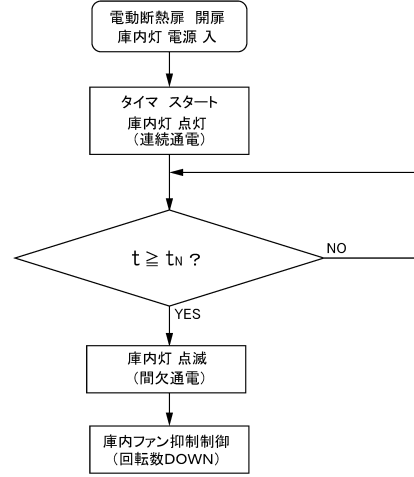 電動断熱扉 開扉
庫内灯 電源 入
タイマ スタート
庫内灯 点灯
（連続通電）
t ≧ tN ?
NO
YES
庫内灯 点滅
（間欠通電）
庫内ファン抑制制御
（回転数DOWN）